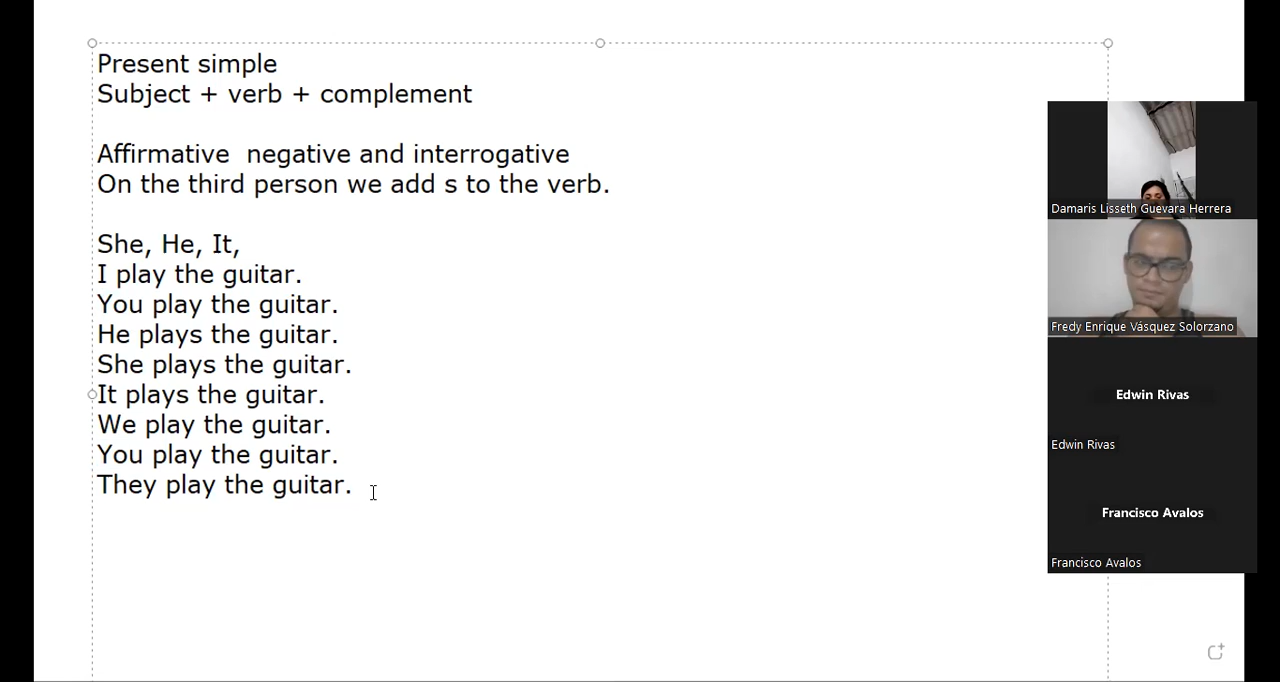 Present simple
Subject + verb + complement
Affirmative  negative and interrogative
On the third person we add s to the verb.
She, He, It,
I play the guitar.
You play the guitar.
He plays the guitar.
She plays the guitar.
It plays the guitar.
We play the guitar.
You play the guitar.
They play the guitar.
Damaris Lisseth Guevara Herrera
Fredy Enrique Vásquez Solorzano
Edwin Rivas
Edwin Rivas
Francisco Avalos
Francisco Avalos